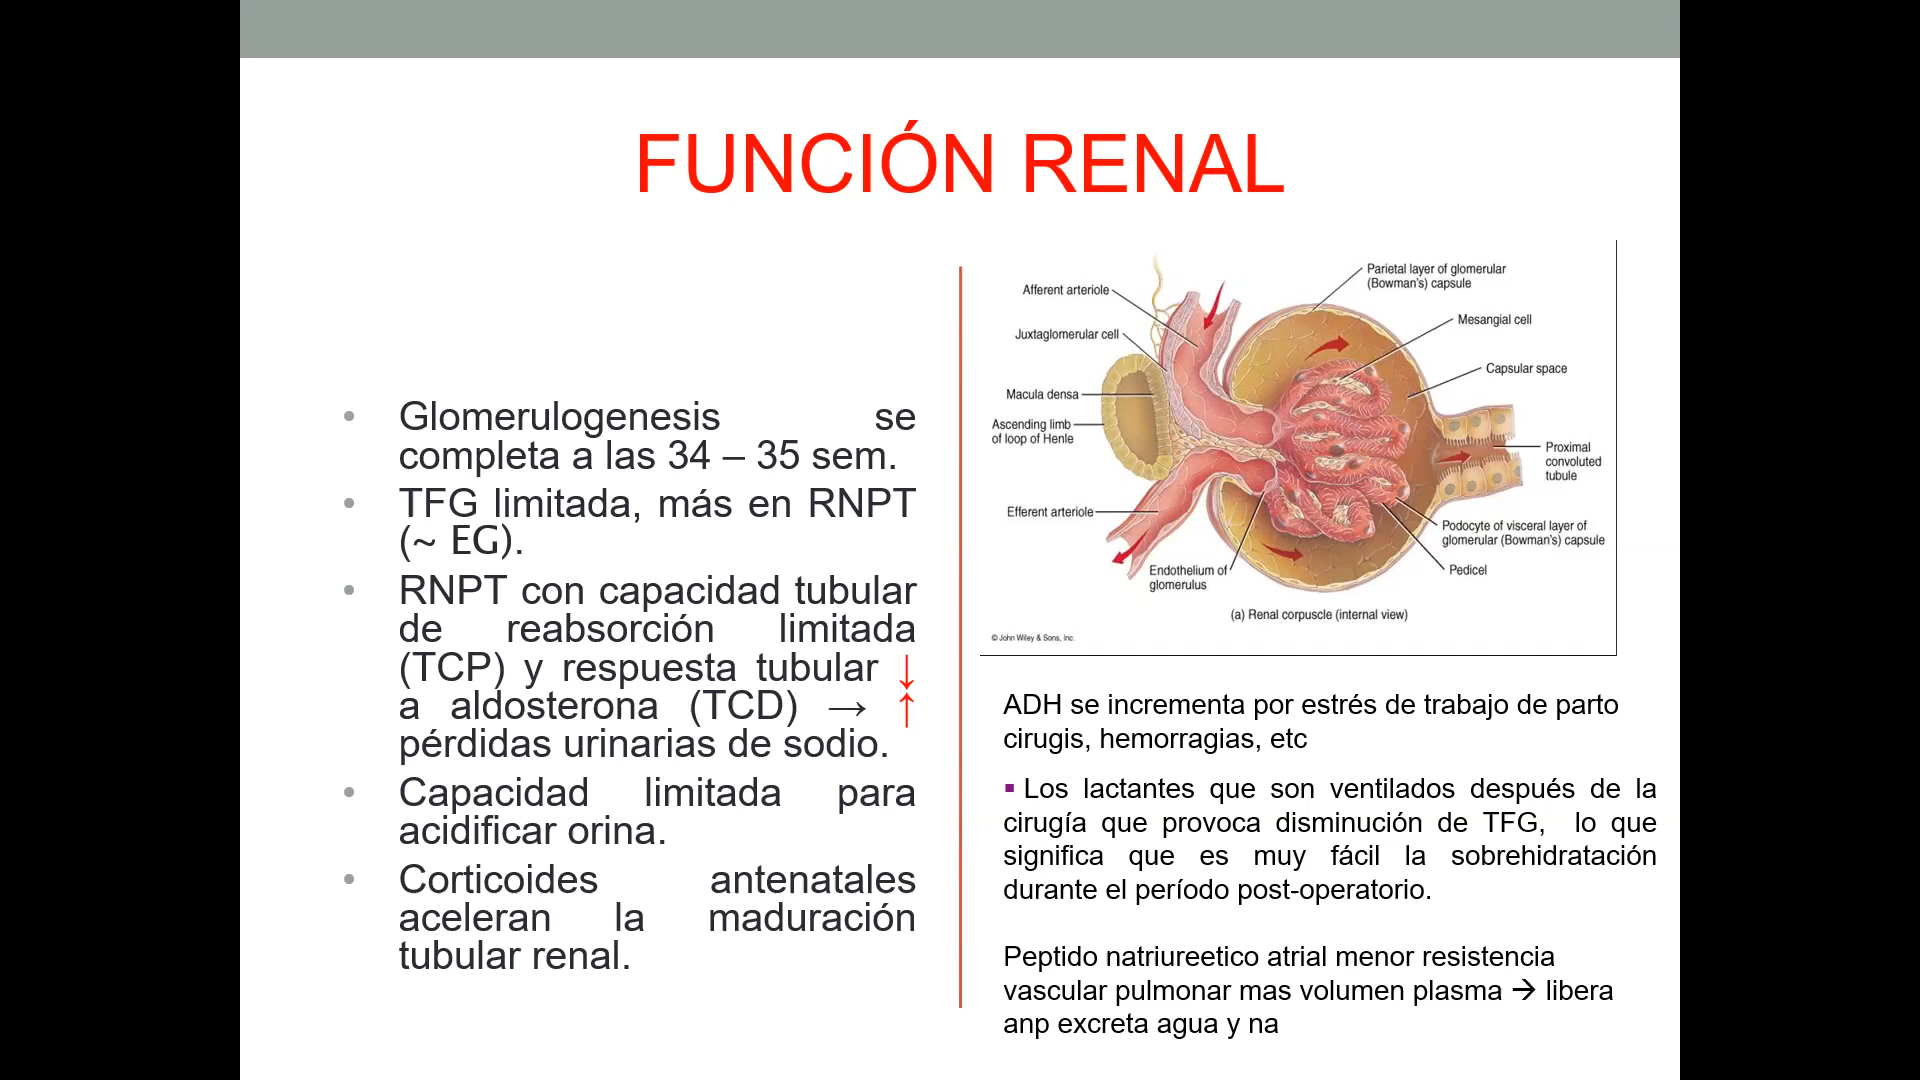 FUNCIÓN RENAL
• Glomerulogenesis se
completa a las 34 – 35 sem.
• TFG limitada, más en RNPT
(~ EG).
• RNPT con capacidad tubular
de reabsorción limitada
(TCP) y respuesta tubular ↓
a aldosterona (TCD) → ↑
pérdidas urinarias de sodio.
• Capacidad limitada para
acidificar orina.
• Corticoides antenatales
aceleran la maduración
tubular renal.
Afferent arteriole
Juxtaglomerular cell
Macula densa
Ascending limb
of loop of Henle
Efferent arteriole
Endothelium of
glomerulus
Parietal layer of glomerular
(Bowman's) capsule
Mesangial cell
Capsular space
Proximal
convoluted
tubule
Podocyte of visceral layer of
glomerular (Bowman's) capsule
Pedicel
(a) Renal corpuscle (internal view)
© John Wiley & Sons, Inc.
ADH se incrementa por estrés de trabajo de parto
cirugis, hemorragias, etc
▪ Los lactantes que son ventilados después de la
cirugía que provoca disminución de TFG, lo que
significa que es muy fácil la sobrehidratación
durante el período post-operatorio.
Peptido natriureetico atrial menor resistencia
vascular pulmonar mas volumen plasma → libera
anp excreta agua y na